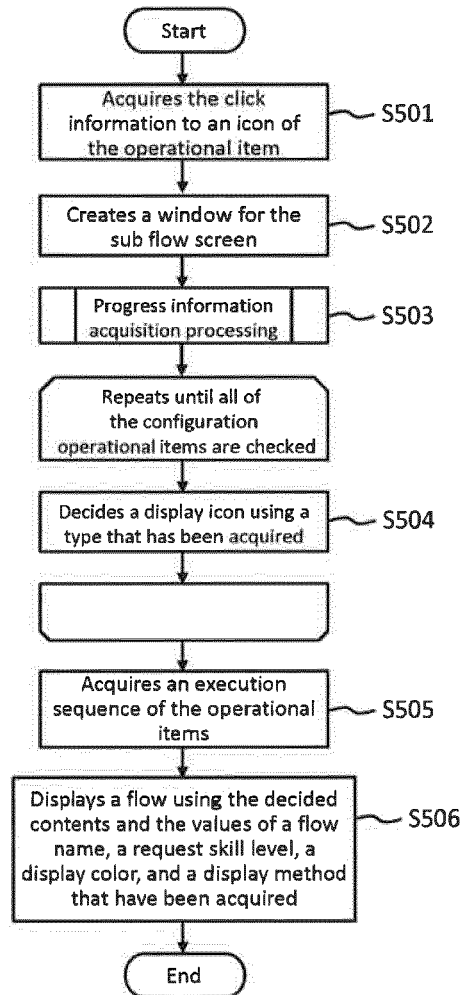 Start
Acquires the click
information to an icon of
the operational item
S501
Creates a window for the
sub flow screen
S502
Progress information
acquisition processing
S503
Repeats until all of
the configuration
operational items are checked
Decides a display icon using a
type that has been acquired
S504
Acquires an execution
sequence of the operational
items
S505
Displays a flow using the decided
contents and the values of a flow
name, a request skill level, a
display color, and a display method
that have been acquired
S506
End